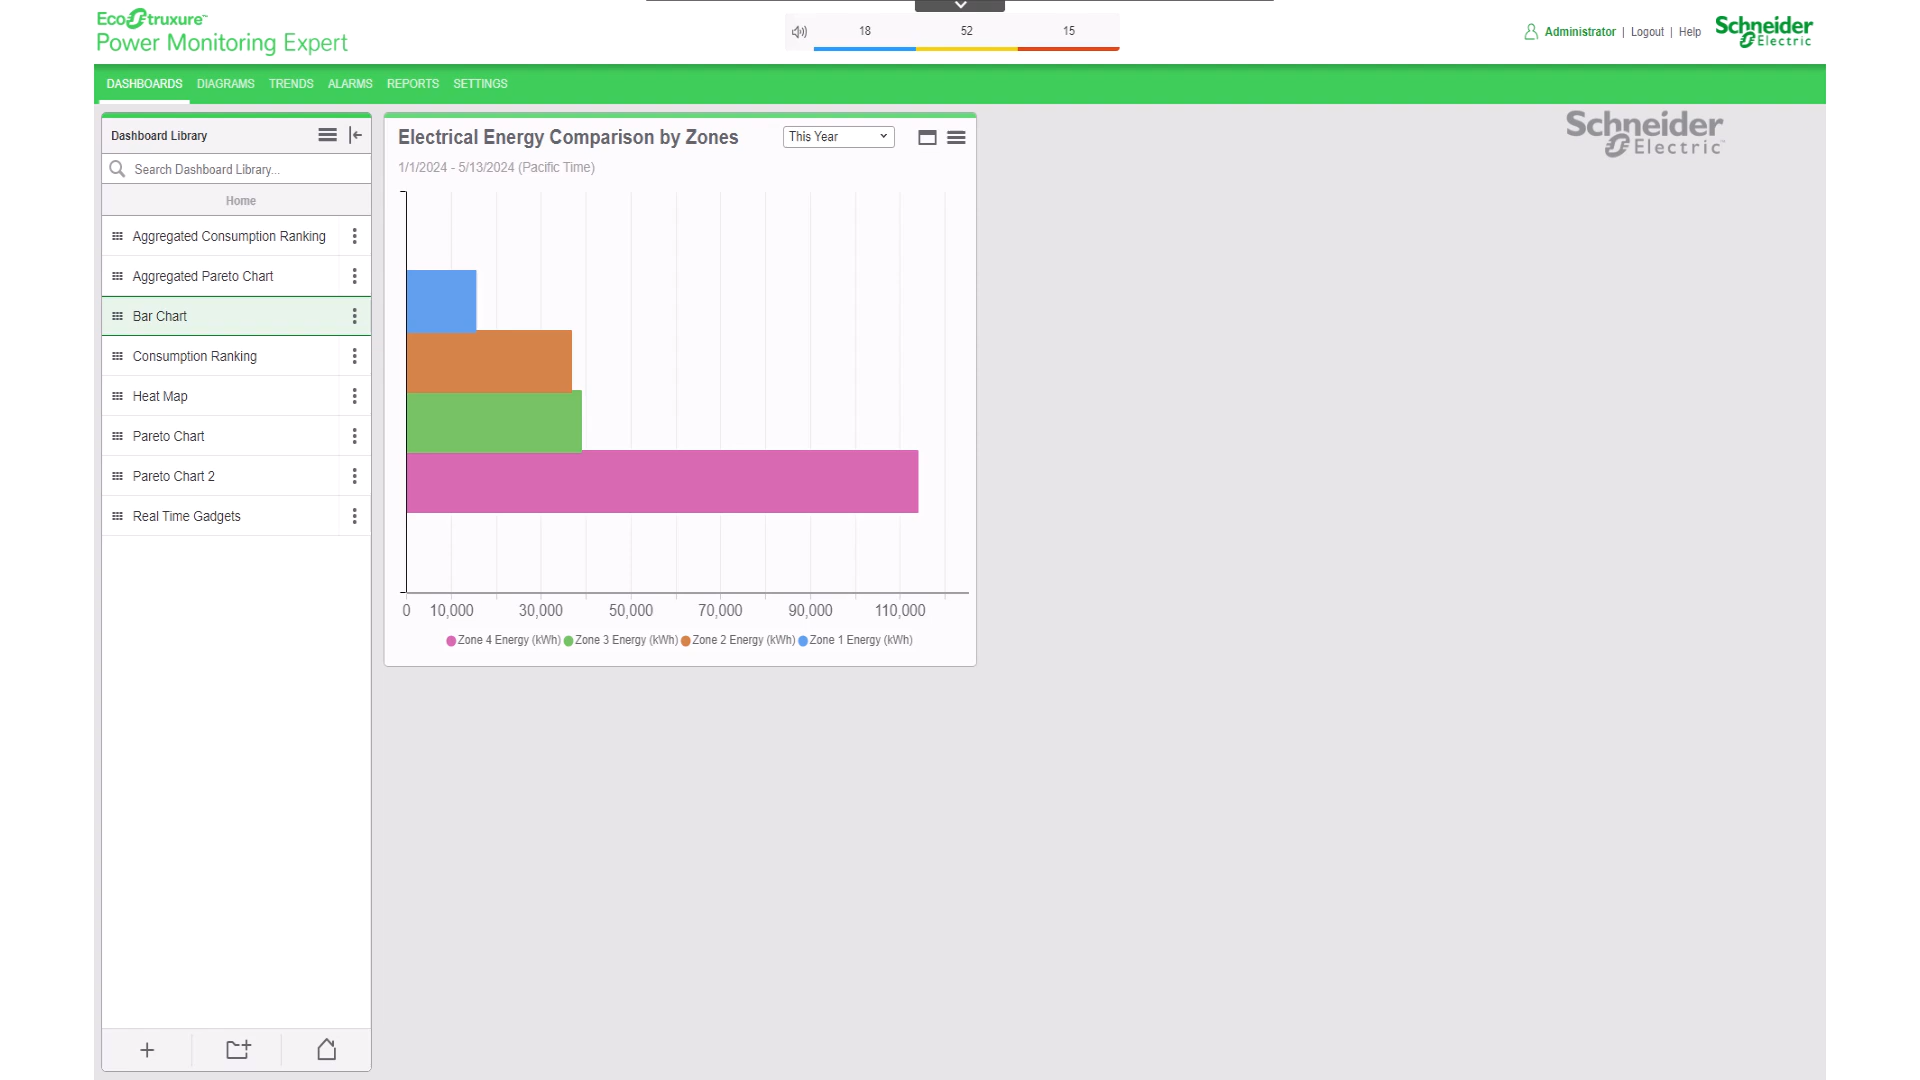 EcoStruxure™
Power Monitoring Expert
18 52 15
Administrator | Logout | Help
Schneider Electric
DASHBOARDS DIAGRAMS TRENDS ALARMS REPORTS SETTINGS
Dashboard Library
Search Dashboard Library...
Home
Aggregated Consumption Ranking
Aggregated Pareto Chart
Bar Chart
Consumption Ranking
Heat Map
Pareto Chart
Pareto Chart 2
Real Time Gadgets
Electrical Energy Comparison by Zones
This Year
1/1/2024 - 5/13/2024 (Pacific Time)
0 10,000 30,000 50,000 70,000 90,000 110,000
Zone 4 Energy (kWh) Zone 3 Energy (kWh) Zone 2 Energy (kWh) Zone 1 Energy (kWh)
Schneider
Electric™